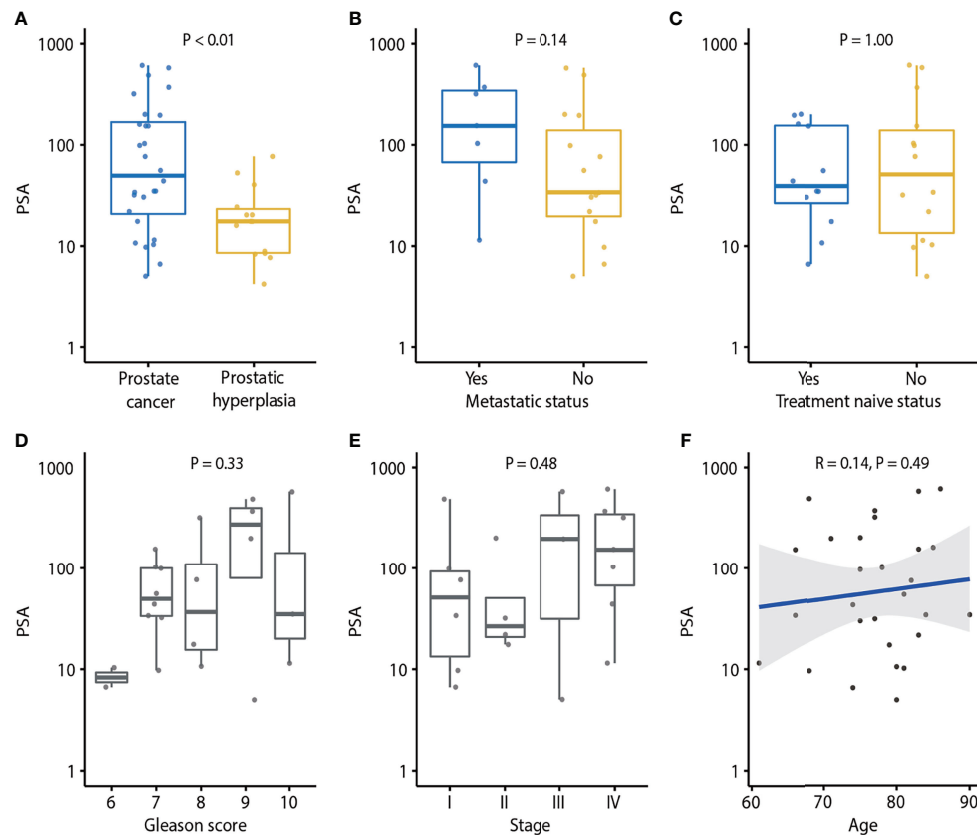 A
P < 0.01
1000
100
10
1
PSA
Prostate cancer
Prostatic hyperplasia
B
P = 0.14
1000
100
10
1
PSA
Yes
No
Metastatic status
C
P = 1.00
1000
100
10
1
PSA
Yes
No
Treatment naive status
D
P = 0.33
1000
100
10
1
PSA
6 7 8 9 10
Gleason score
E
P = 0.48
1000
100
10
1
PSA
I II III IV
Stage
F
R = 0.14, P = 0.49
1000
100
10
1
PSA
60 70 80 90
Age